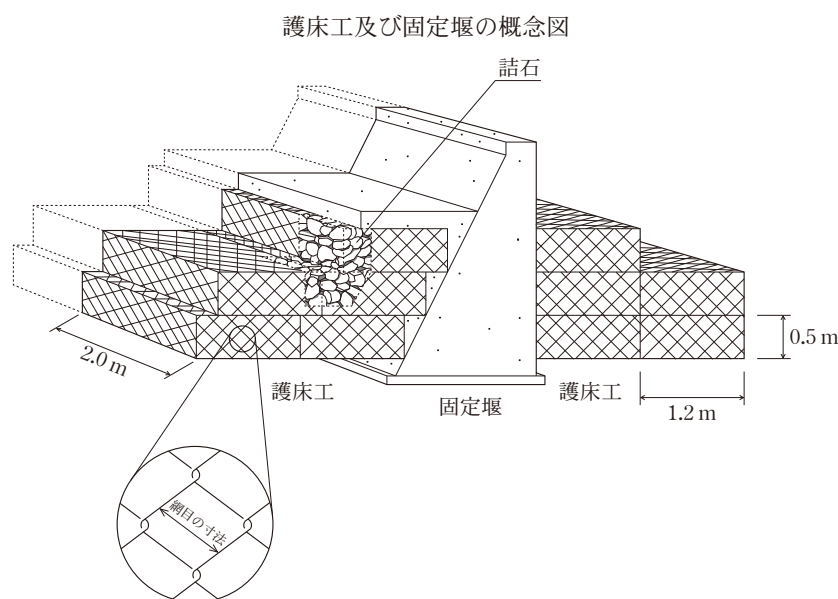 護床工及び固定堰の概念図
詰石
0.5 m
2.0 m
護床工
固定堰
護床工
1.2 m
網目の寸法